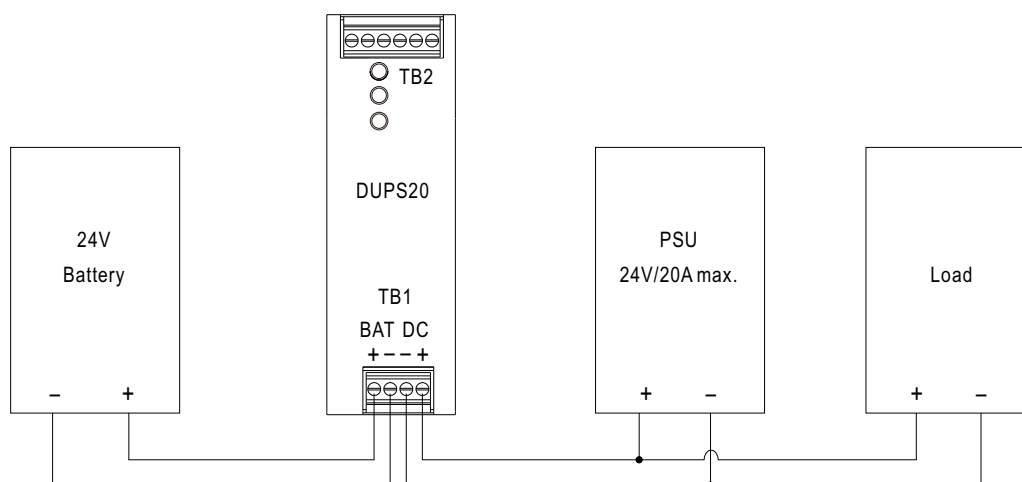 TB2
DUPS20
24V
Battery
PSU
24V/20A max.
Load
TB1
BAT DC
+ − − +
− +
+ −
+ −